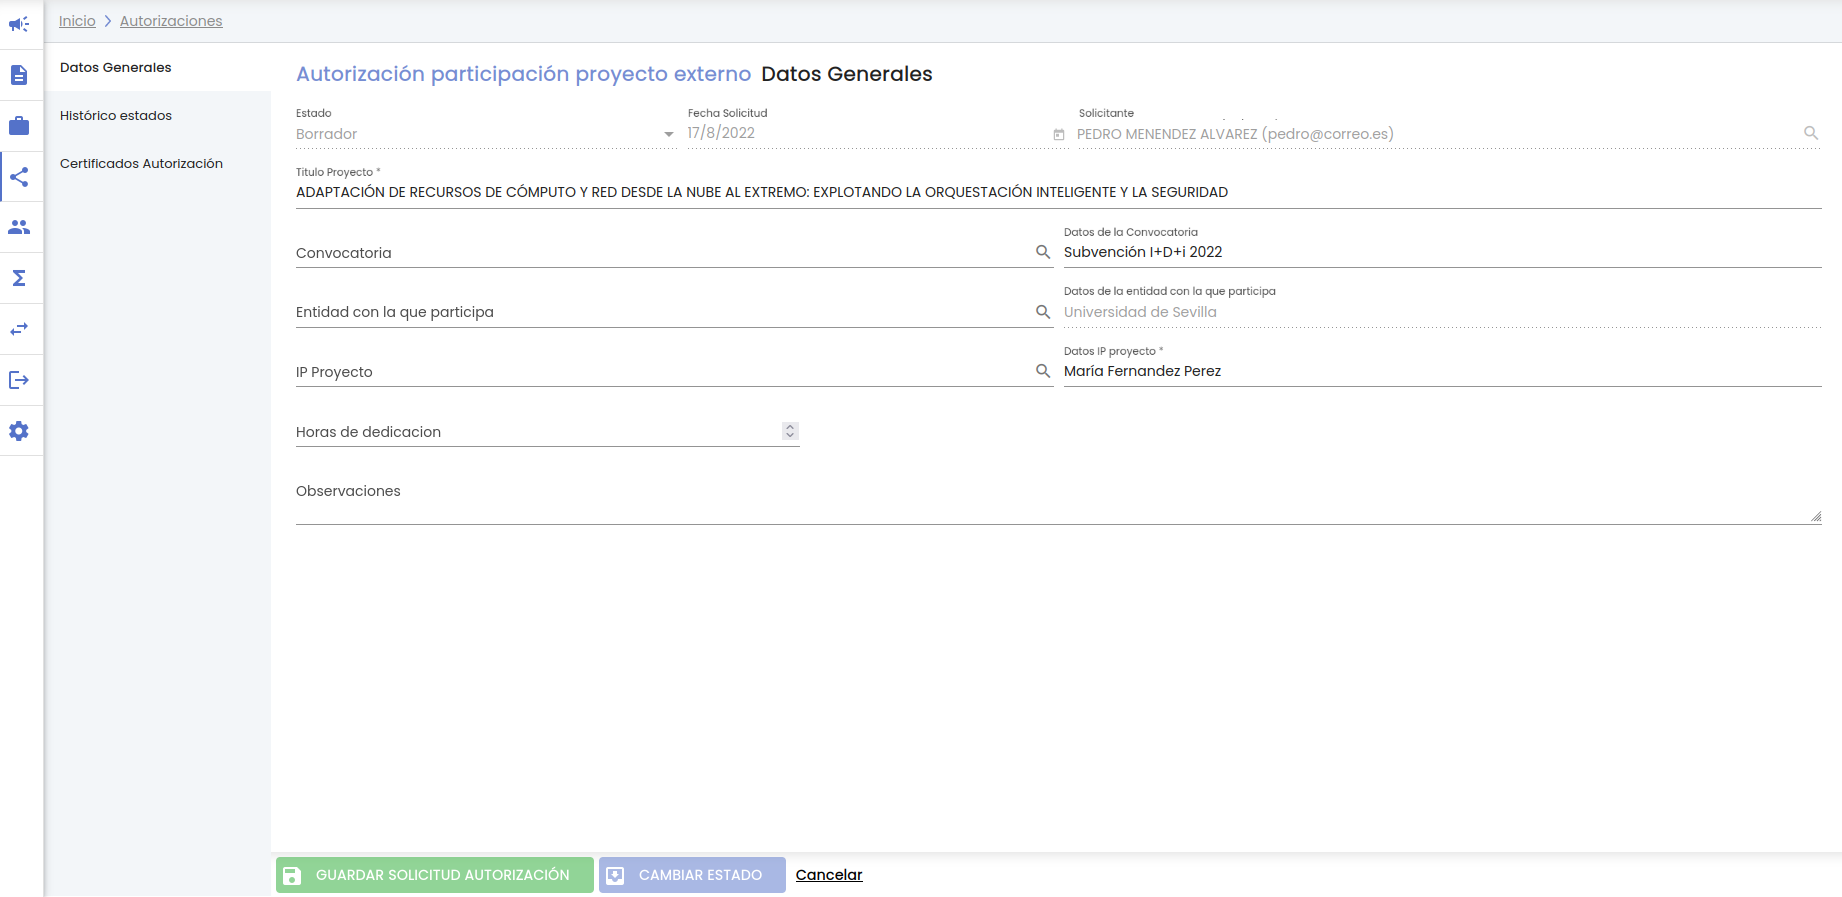 Inicio > Autorizaciones
Datos Generales
Histórico estados
Certificados Autorización
Autorización participación proyecto externo Datos Generales
Estado
Borrador
Fecha Solicitud
17/8/2022
Solicitante
PEDRO MENENDEZ ALVAREZ (pedro@correo.es)
Titulo Proyecto *
ADAPTACIÓN DE RECURSOS DE CÓMPUTO Y RED DESDE LA NUBE AL EXTREMO: EXPLOTANDO LA ORQUESTACIÓN INTELIGENTE Y LA SEGURIDAD
Convocatoria
Datos de la Convocatoria
Subvención I+D+i 2022
Entidad con la que participa
Datos de la entidad con la que participa
Universidad de Sevilla
IP Proyecto
Datos IP proyecto *
María Fernandez Perez
Horas de dedicacion
Observaciones
GUARDAR SOLICITUD AUTORIZACIÓN
CAMBIAR ESTADO
Cancelar